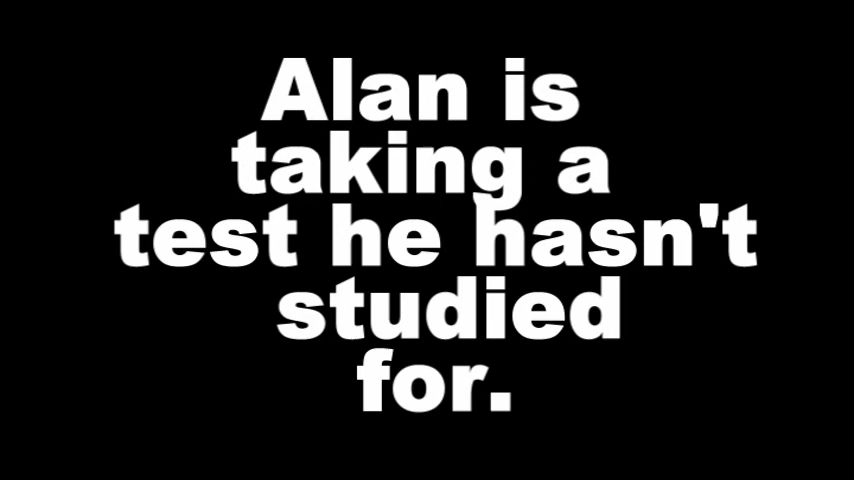 Alan is
taking a
test he hasn't
studied
for.